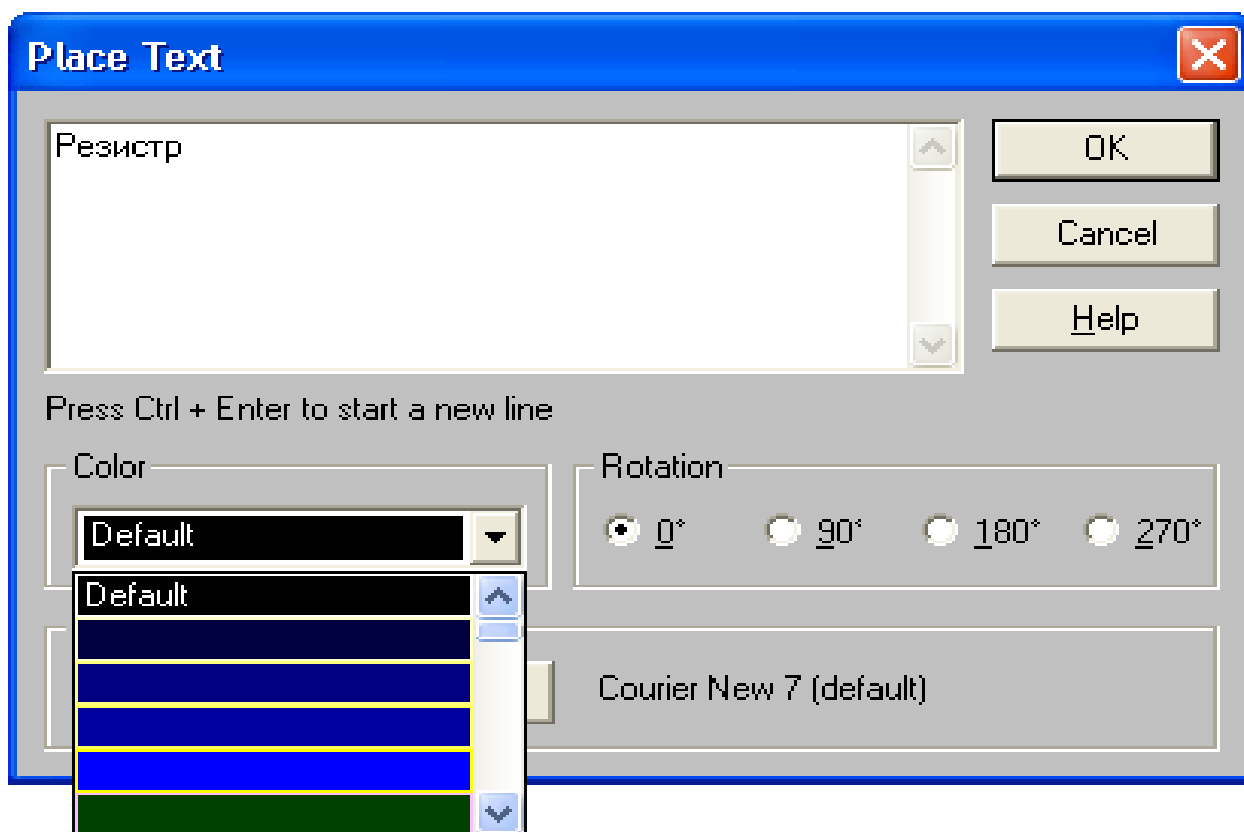 Place Text
Резистр
OK
Cancel
Help
Press Ctrl + Enter to start a new line
Color
Default
Default
Rotation
0°
90°
180°
270°
Courier New 7 (default)